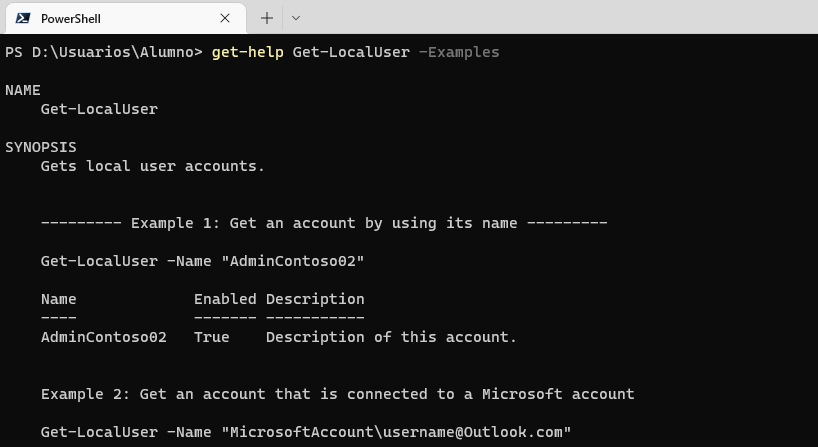 PowerShell
PS D:\Usuarios\Alumno> get-help Get-LocalUser -Examples
NAME
    Get-LocalUser
SYNOPSIS
    Gets local user accounts.
    --------- Example 1: Get an account by using its name ---------
    Get-LocalUser -Name "AdminContoso02"
    Name             Enabled Description
    ----             ------- -----------
    AdminContoso02   True    Description of this account.
    Example 2: Get an account that is connected to a Microsoft account
    Get-LocalUser -Name "MicrosoftAccount\username@Outlook.com"